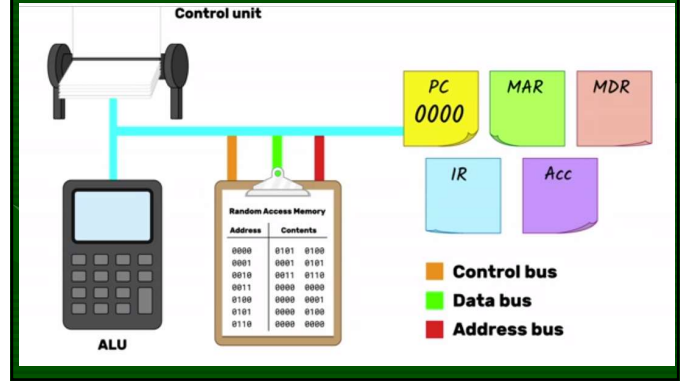 Control unit
PC
0000
MAR
MDR
IR
Acc
Random Access Memory
Address Contents
0000 0101 0100
0001 0001 0101
0010 0011 0110
0011 0000 0000
0100 0000 0001
0101 0000 0100
0110 0000 0000
Control bus
Data bus
Address bus
ALU